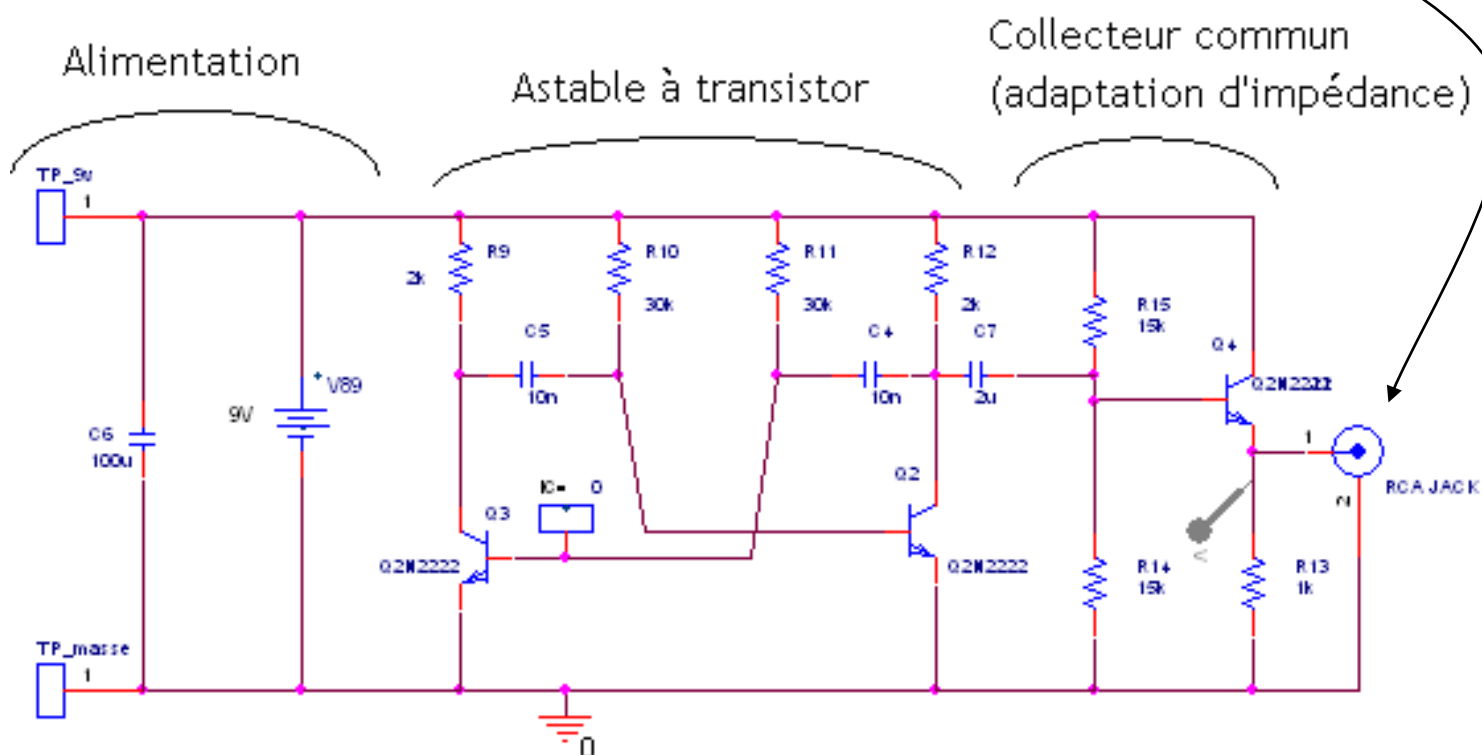 Alimentation
Astable à transistor
Collecteur commun
(adaptation d'impédance)
TP_9v
1
R9
2k
R10
30k
R11
30k
R12
2k
C5
10n
C4
10n
C7
2u
R15
15k
Q4
Q2N2222
C6
100u
9V
V89
IC= 0
Q3
Q2N2222
Q2
Q2N2222
R14
15k
R13
1k
V
1
2
RCA JACK
TP_masse
1
0